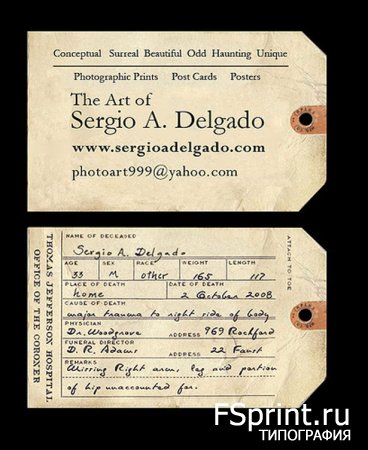 Conceptual Surreal Beautiful Odd Haunting Unique
Photographic Prints Post Cards Posters
The Art of
Sergio A. Delgado
www.sergioadelgado.com
photoart999@yahoo.com
THOMAS JEFFERSON HOSPITAL
OFFICE OF THE CORONER
NAME OF DECEASED
Sergio A. Delgado
AGE SEX RACE WEIGHT LENGTH
33 M other 165 117
PLACE OF DEATH DATE OF DEATH
home 2 October 2008
CAUSE OF DEATH
major trauma to right side of body
PHYSICIAN
Dr. Woodgrove ADDRESS 969 Rockford
FUNERAL DIRECTOR
D. R. Adams ADDRESS 22 Faust
REMARKS
Missing Right arm, leg and portion
of hip unaccounted for.
ATTACH TO TOE
FSprint.ru
ТИПОГРАФИЯ